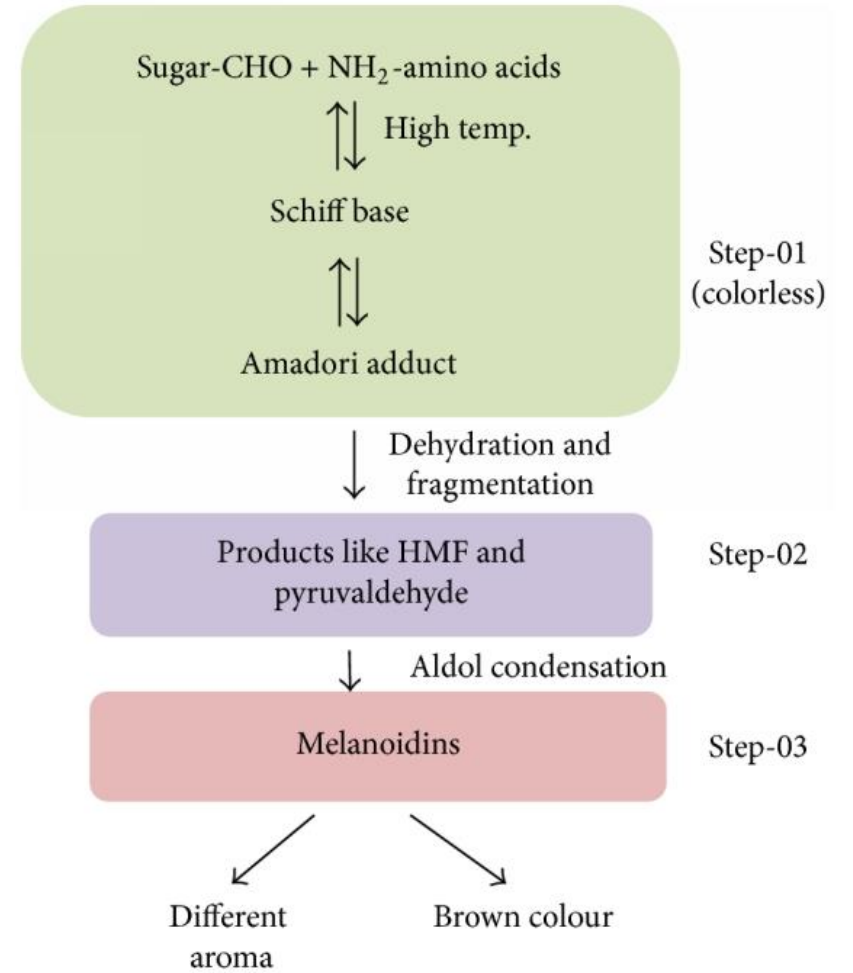 Sugar-CHO + NH₂-amino acids
High temp.
Schiff base
Amadori adduct
Step-01
(colorless)
Dehydration and
fragmentation
Products like HMF and
pyruvaldehyde
Step-02
Aldol condensation
Melanoidins
Step-03
Different
aroma
Brown colour